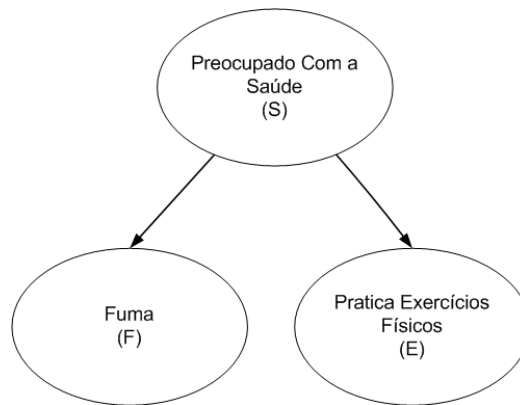 Preocupado Com a
Saúde
(S)
Fuma
(F)
Pratica Exercícios
Físicos
(E)